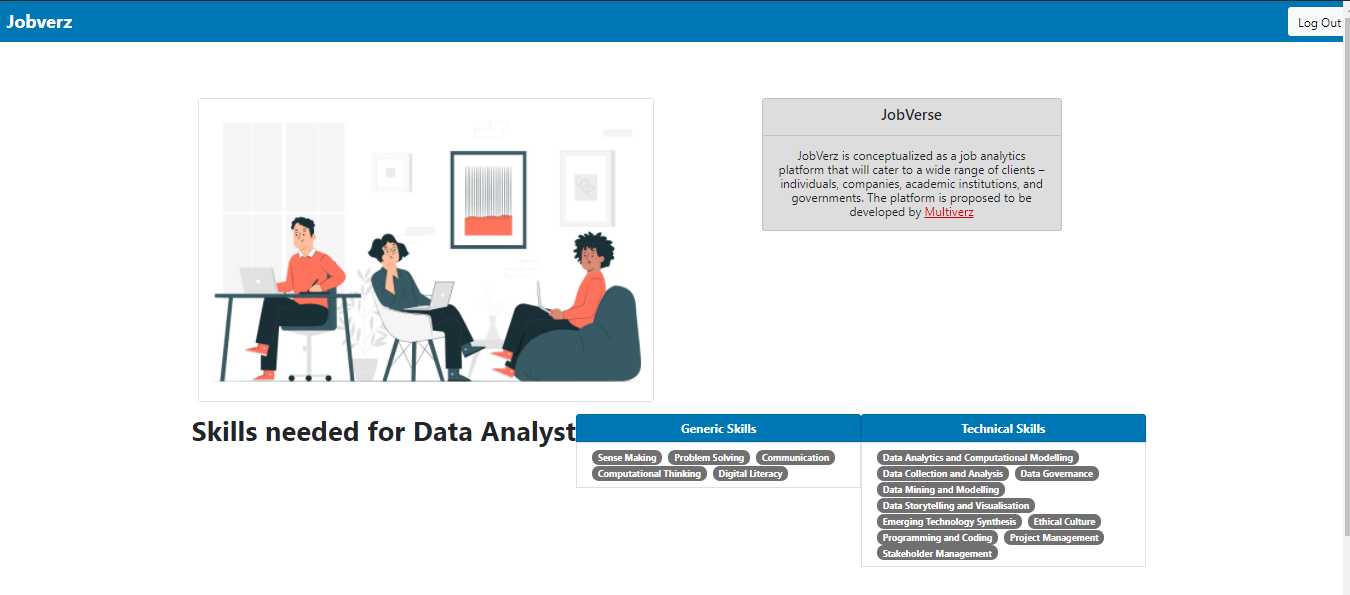 Jobverz
Log Out
JobVerse
JobVerz is conceptualized as a job analytics
platform that will cater to a wide range of clients –
individuals, companies, academic institutions, and
governments. The platform is proposed to be
developed by Multiverz
Skills needed for Data Analyst
Generic Skills
Sense Making Problem Solving Communication
Computational Thinking Digital Literacy
Technical Skills
Data Analytics and Computational Modelling
Data Collection and Analysis Data Governance
Data Mining and Modelling
Data Storytelling and Visualisation
Emerging Technology Synthesis Ethical Culture
Programming and Coding Project Management
Stakeholder Management